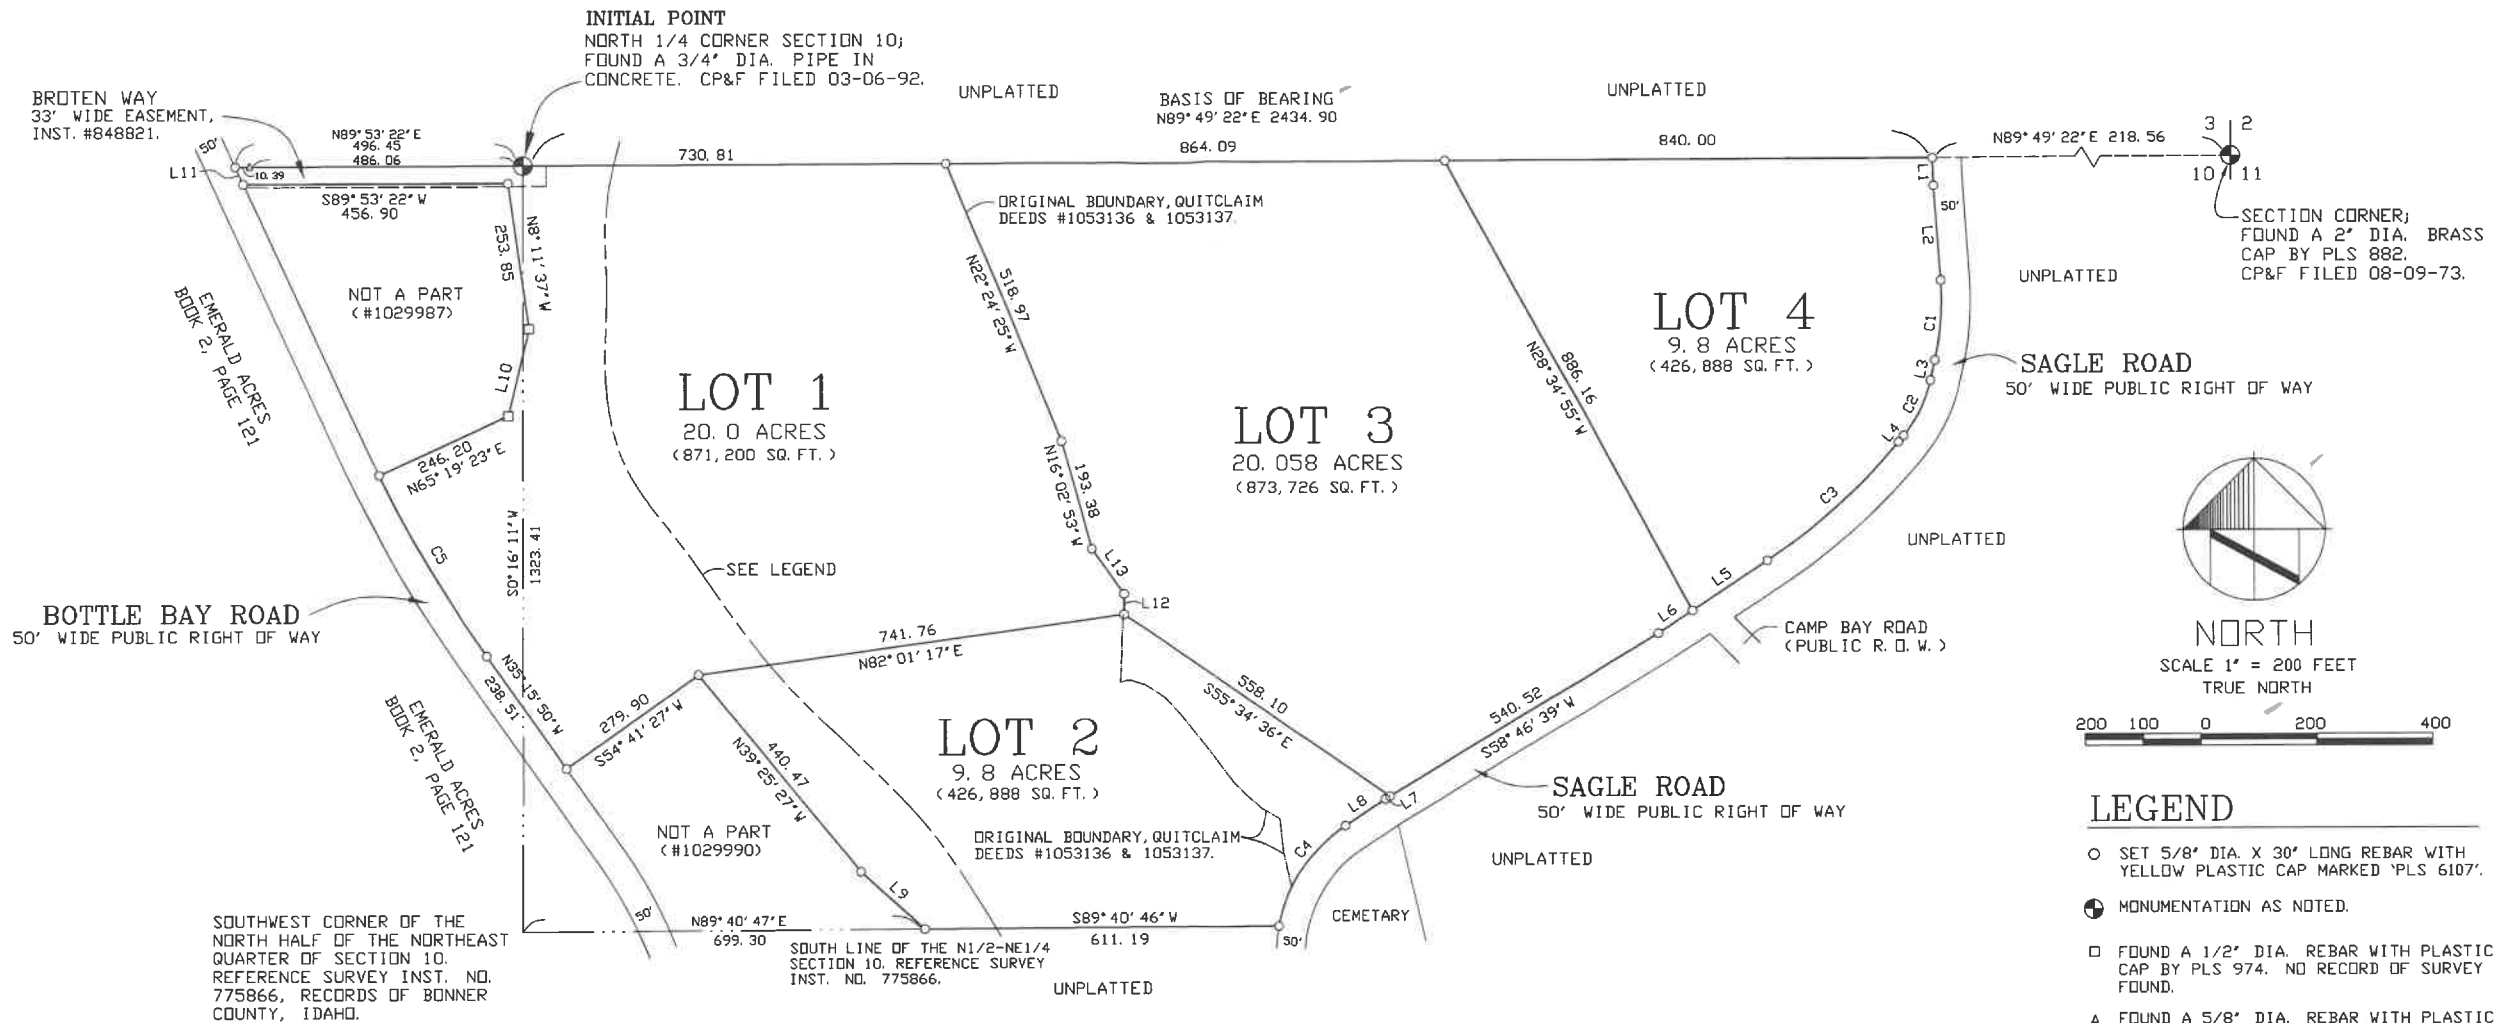 INITIAL POINT
NORTH 1/4 CORNER SECTION 10;
FOUND A 3/4" DIA. PIPE IN
CONCRETE. CP&F FILED 03-06-92.
BROTEN WAY
33' WIDE EASEMENT,
INST. #848821.
UNPLATTED
BASIS OF BEARING
N89°49'22"E 2434.90
UNPLATTED
50'
N89°53'22"E
496.45
486.06
730.81
864.09
840.00
N89°49'22"E 218.56
3 2
10 11
L11
10.39
S89°53'22"W
456.90
L1
50'
L2
ORIGINAL BOUNDARY, QUITCLAIM
DEEDS #1053136 & 1053137.
SECTION CORNER;
FOUND A 2" DIA. BRASS
CAP BY PLS 882.
CP&F FILED 08-09-73.
253.85
N8°11'37"W
UNPLATTED
NOT A PART
(#1029987)
EMERALD ACRES
BOOK 2, PAGE 121
518.97
N22°24'25"W
LOT 4
9.8 ACRES
(426,888 SQ.FT.)
C1
L3
C2
L4
SAGLE ROAD
50' WIDE PUBLIC RIGHT OF WAY
886.16
N28°34'55"W
L10
LOT 1
20.0 ACRES
(871,200 SQ.FT.)
LOT 3
20.058 ACRES
(873,726 SQ.FT.)
246.20
N65°19'23"E
193.38
N16°02'53"W
C3
S0°16'11"W
1323.41
C5
SEE LEGEND
L13
L12
L5
L6
UNPLATTED
BOTTLE BAY ROAD
50' WIDE PUBLIC RIGHT OF WAY
741.76
N82°01'17"E
CAMP BAY ROAD
(PUBLIC R.O.W.)
NORTH
SCALE 1" = 200 FEET
TRUE NORTH
200 100 0 200 400
N35°15'50"W
238.51
279.90
S54°41'27"W
558.10
S55°34'36"E
540.52
S58°46'39"W
EMERALD ACRES
BOOK 2, PAGE 121
440.47
N39°25'27"W
LOT 2
9.8 ACRES
(426,888 SQ.FT.)
L8
L7
SAGLE ROAD
50' WIDE PUBLIC RIGHT OF WAY
LEGEND
NOT A PART
(#1029990)
ORIGINAL BOUNDARY, QUITCLAIM
DEEDS #1053136 & 1053137.
C4
UNPLATTED
SET 5/8" DIA. X 30" LONG REBAR WITH
YELLOW PLASTIC CAP MARKED 'PLS 6107'.
L9
MONUMENTATION AS NOTED.
SOUTHWEST CORNER OF THE
NORTH HALF OF THE NORTHEAST
QUARTER OF SECTION 10.
REFERENCE SURVEY INST. NO.
775866, RECORDS OF BONNER
COUNTY, IDAHO.
50'
N89°40'47"E
699.30
S89°40'46"W
611.19
50'
CEMETARY
SOUTH LINE OF THE N1/2-NE1/4
SECTION 10. REFERENCE SURVEY
INST. NO. 775866.
UNPLATTED
FOUND A 1/2" DIA. REBAR WITH PLASTIC
CAP BY PLS 974. NO RECORD OF SURVEY
FOUND.
FOUND A 5/8" DIA. REBAR WITH PLASTIC